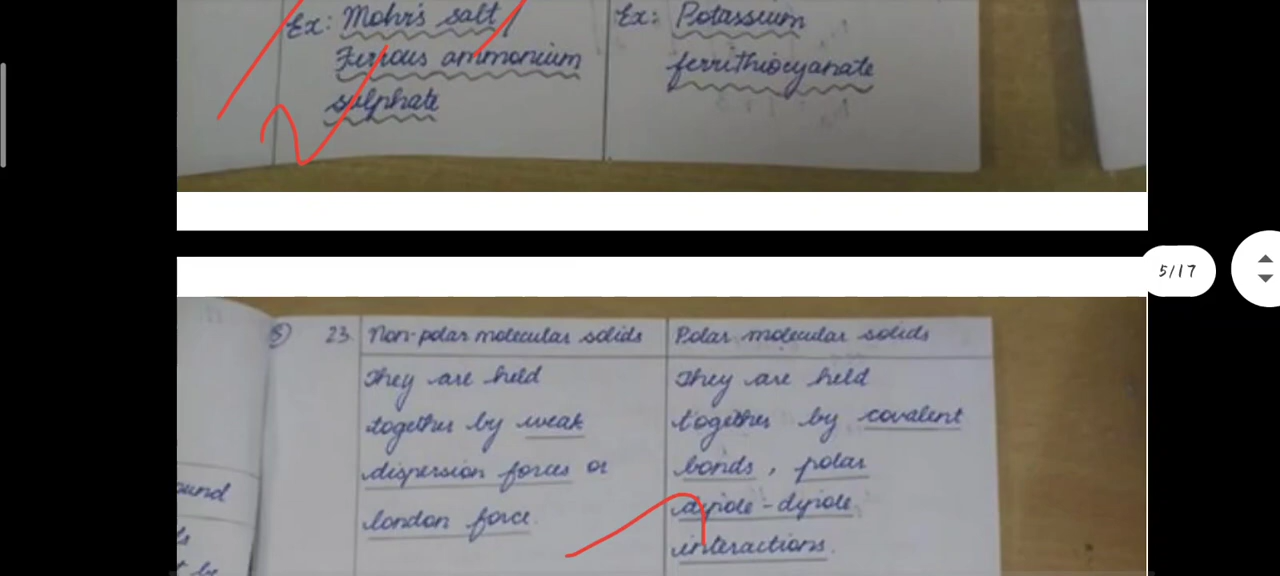 Ex: Mohr's salt / Ex: Potassium
Ferrous ammonium ferrithiocyanate
sulphate
5/17
5) 23. Non-polar molecular solids Polar molecular solids
They are held They are held
together by weak together by covalent
dispersion forces or bonds, polar
london force. dipole-dipole
interactions.
ound